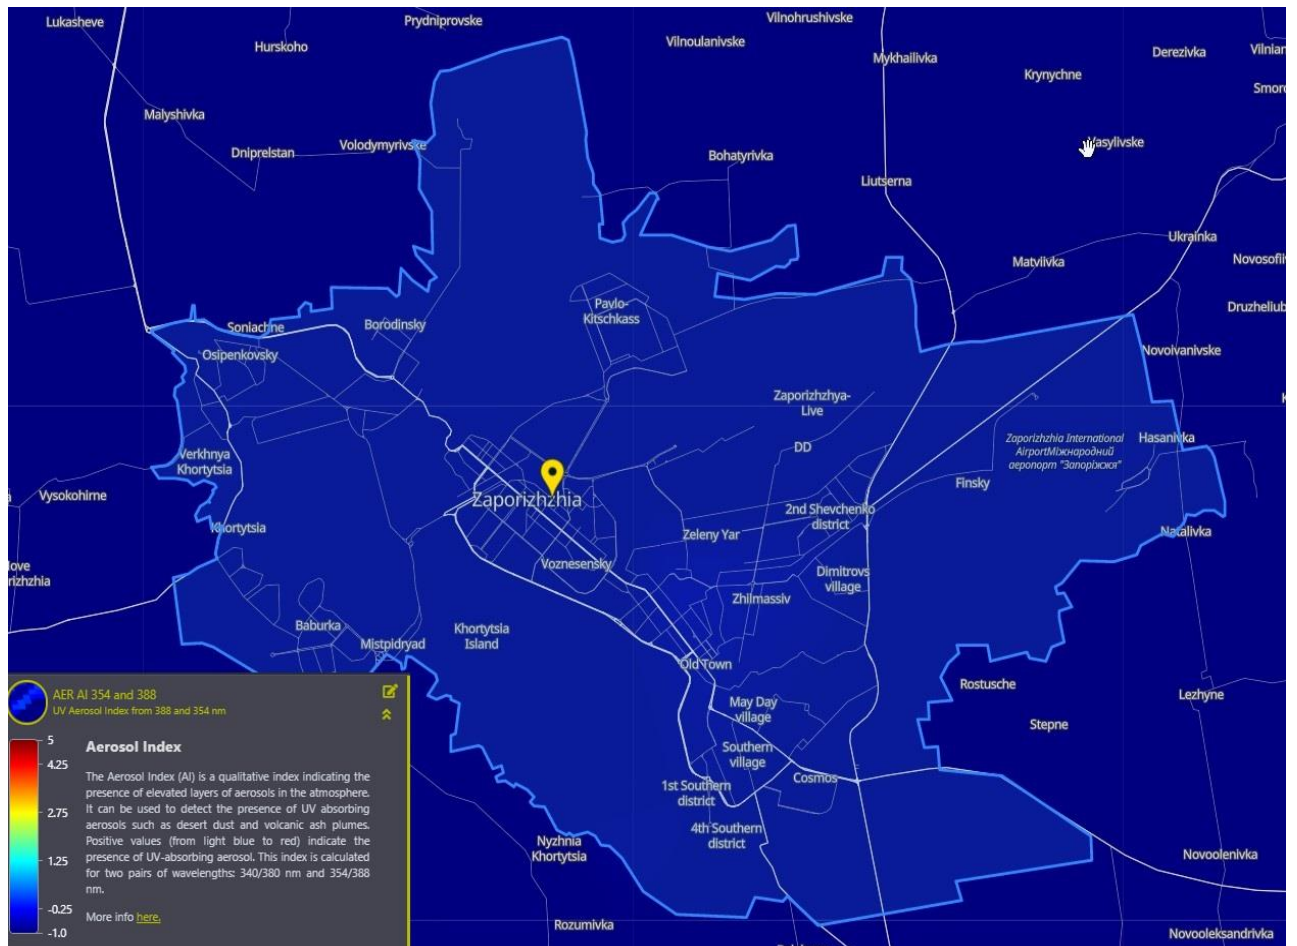 Lukasheve
Prydniprovske
Vilnohrushivske
Hurskoho
Vilnoulanivske
Mykhailivka
Derezivka
Vilnian
Krynychne
Smoro
Malyshivka
Volodymyrivske
Dniprelstan
Bohatyrivka
Vasylivske
Liutserna
Ukrainka
Matviivka
Novosofii
Pavlo-
Kitschkass
Druzheliub
Soniachne
Borodinsky
Osipenkovsky
Novoivanivske
Zaporizhzhya-
Live
DD
Zaporizhzhia International
AirportМіжнародний
аеропорт "Запоріжжя"
Hasanivka
Verkhnya
Khortytsia
Finsky
Vysokohirne
Zaporizhzhia
2nd Shevchenko
district
Khortytsia
Zeleny Yar
Natalivka
love
rizhzhia
Voznesensky
Dimitrovs
village
Zhilmassiv
Baburka
Khortytsia
Island
Mistpidryad
Old Town
Rostusche
Lezhyne
May Day
village
Stepne
Southern
village
1st Southern
district
Cosmos
4th Southern
district
Nyzhnia
Khortytsia
Novoolenivka
Rozumivka
Novooleksandrivka
AER AI 354 and 388
UV Aerosol Index from 388 and 354 nm
5
4.25
2.75
1.25
-0.25
-1.0
Aerosol Index
The Aerosol Index (AI) is a qualitative index indicating the
presence of elevated layers of aerosols in the atmosphere.
It can be used to detect the presence of UV absorbing
aerosols such as desert dust and volcanic ash plumes.
Positive values (from light blue to red) indicate the
presence of UV-absorbing aerosol. This index is calculated
for two pairs of wavelengths: 340/380 nm and 354/388
nm.
More info here.